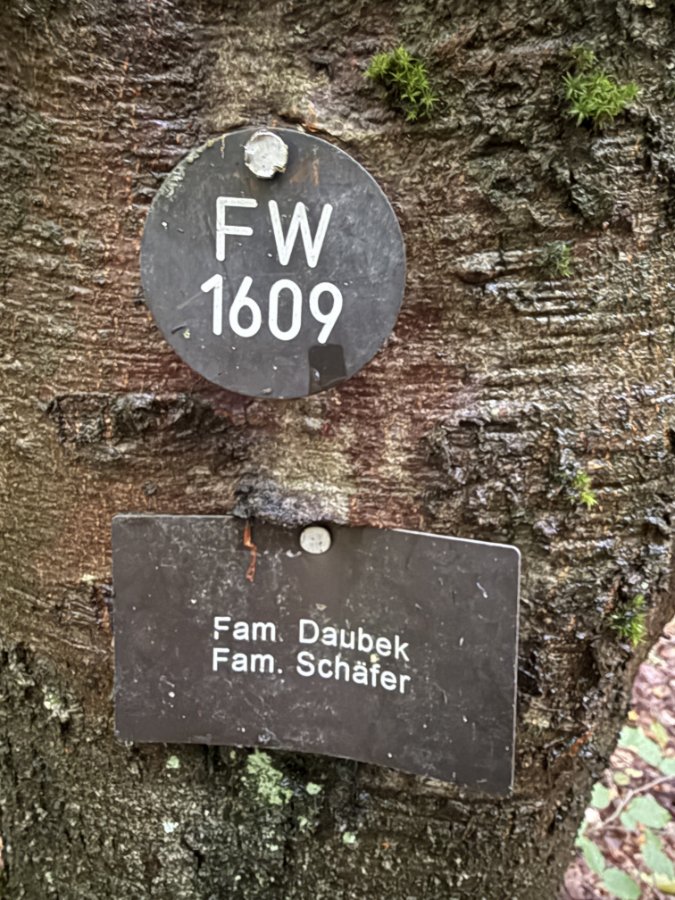 FW
1609
Fam. Daubek
Fam. Schäfer